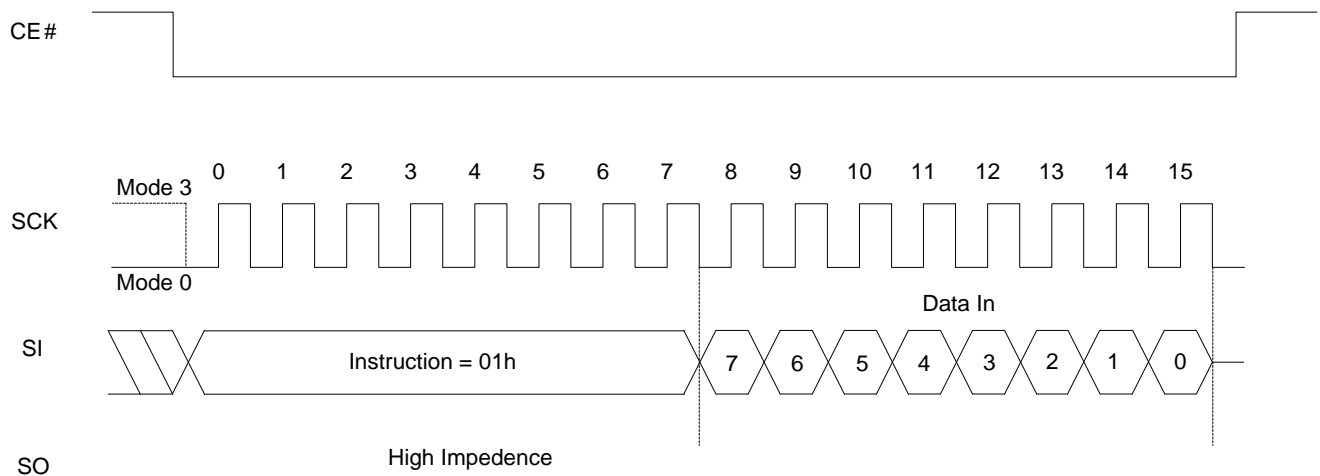 CE#
0 1 2 3 4 5 6 7 8 9 10 11 12 13 14 15
Mode 3
SCK
Mode 0
Data In
SI
Instruction = 01h
7 6 5 4 3 2 1 0
High Impedence
SO